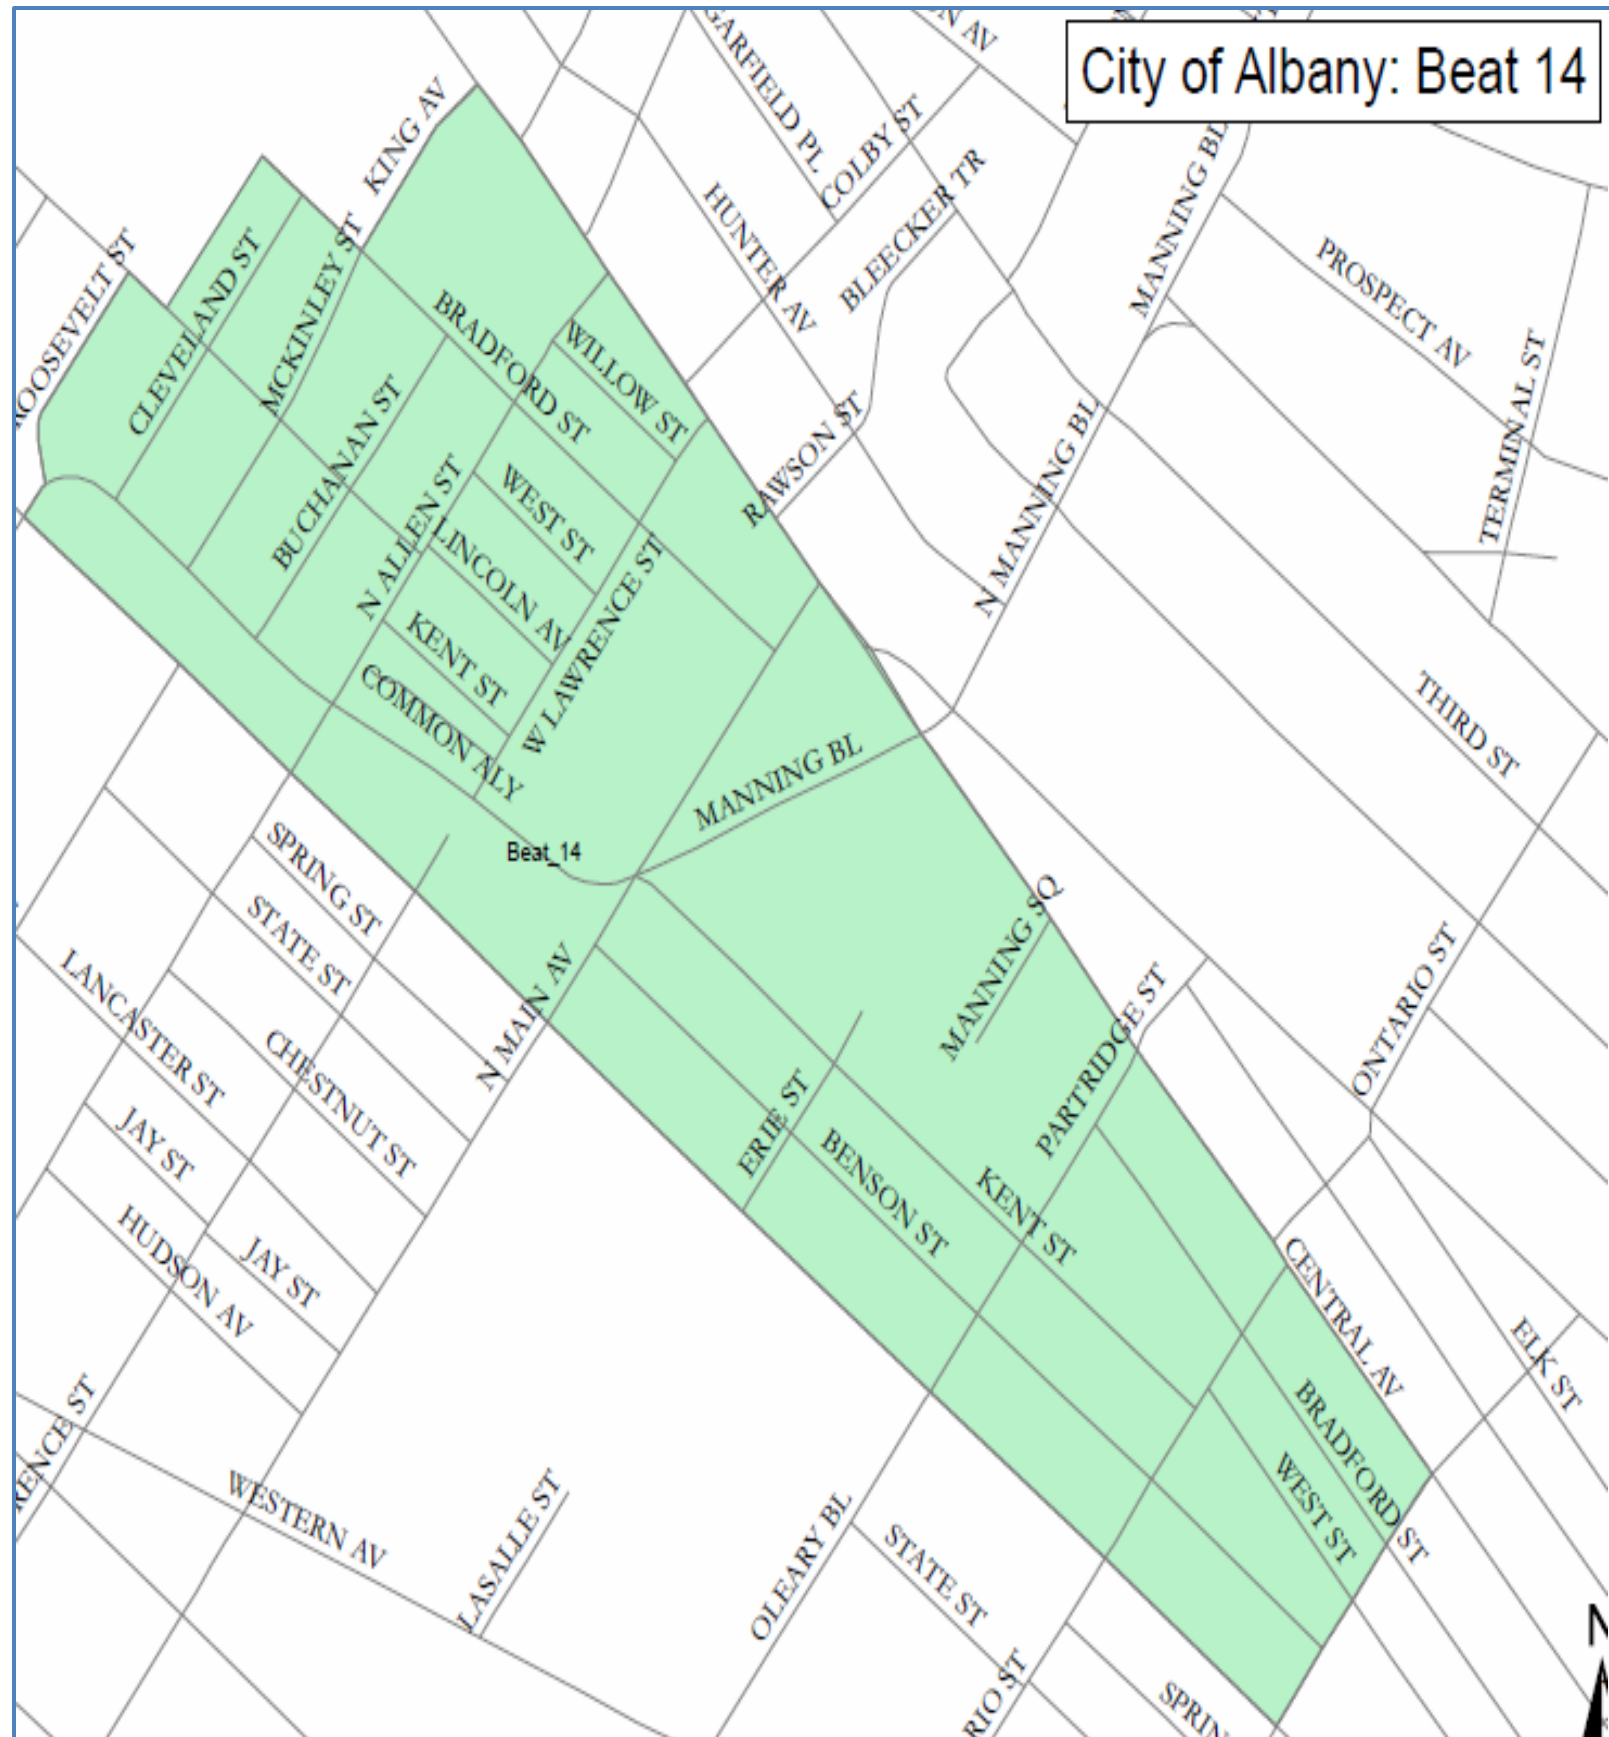 City of Albany: Beat 14
GARFIELD PL
COLBY ST
KING AV
HUNTER AV
BLEECKER TR
MANNING BL
PROSPECT AV
ROOSEVELT ST
CLEVELAND ST
MCKINLEY ST
BRADFORD ST
WILLOW ST
TERMINAL ST
BUCHANAN ST
RAWSON ST
N ALLEN ST
WEST ST
LINCOLN AV
N MANNING BL
KENT ST
W LAWRENCE ST
COMMON ALY
MANNING BL
THIRD ST
Beat_14
SPRING ST
STATE ST
MANNING SQ
LANCASTER ST
N MAIN AV
PARTRIDGE ST
ONTARIO ST
CHESTNUT ST
ERIE ST
JAY ST
BENSON ST
KENT ST
HUDSON AV
JAY ST
CENTRAL AV
ELK ST
RENCE ST
BRADFORD ST
WESTERN AV
LASALLE ST
WEST ST
OLEARY BL
STATE ST
RIO ST
SPRIN
N